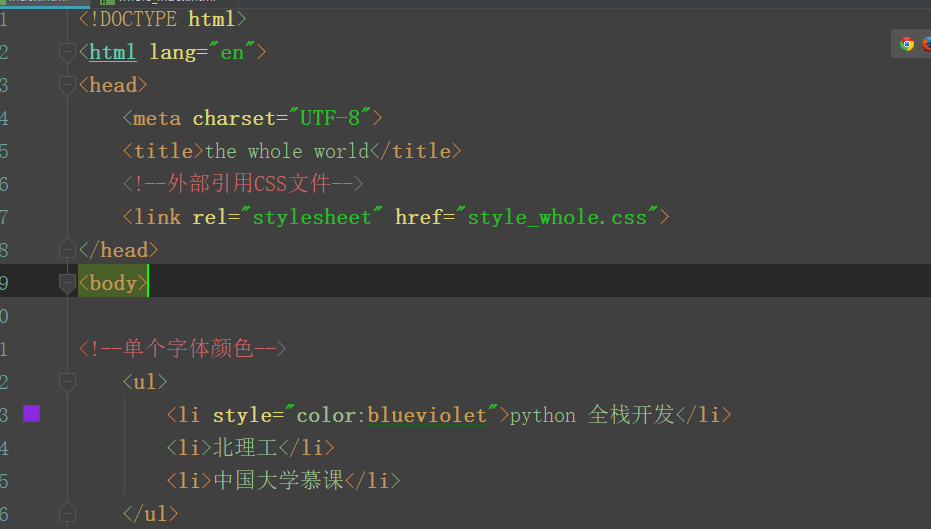 1 <!DOCTYPE html>
2 <html lang="en">
3 <head>
4 <meta charset="UTF-8">
5 <title>the whole world</title>
6 <!--外部引用CSS文件-->
7 <link rel="stylesheet" href="style_whole.css">
8 </head>
9 <body>
0
1 <!--单个字体颜色-->
2 <ul>
3 <li style="color:blueviolet">python 全栈开发</li>
4 <li>北理工</li>
5 <li>中国大学慕课</li>
6 </ul>